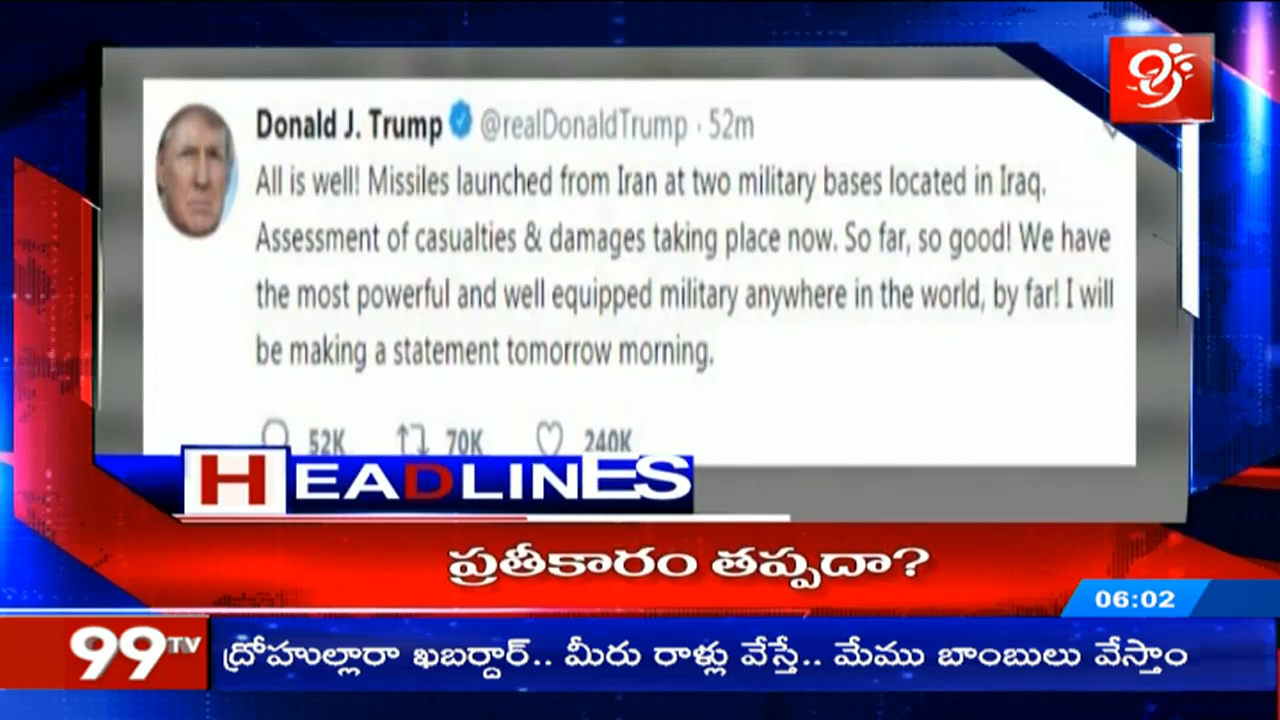 Donald J. Trump @realDonaldTrump · 52m
All is well! Missiles launched from Iran at two military bases located in Iraq.
Assessment of casualties & damages taking place now. So far, so good! We have
the most powerful and well equipped military anywhere in the world, by far! I will
be making a statement tomorrow morning.
52K 70K 240K
HEADLINES
ప్రతీకారం తప్పదా?
06:02
99TV ద్రోహుల్లారా ఖబర్దార్.. మీరు రాళ్లు వేస్తే.. మేము బాంబులు వేస్తాం